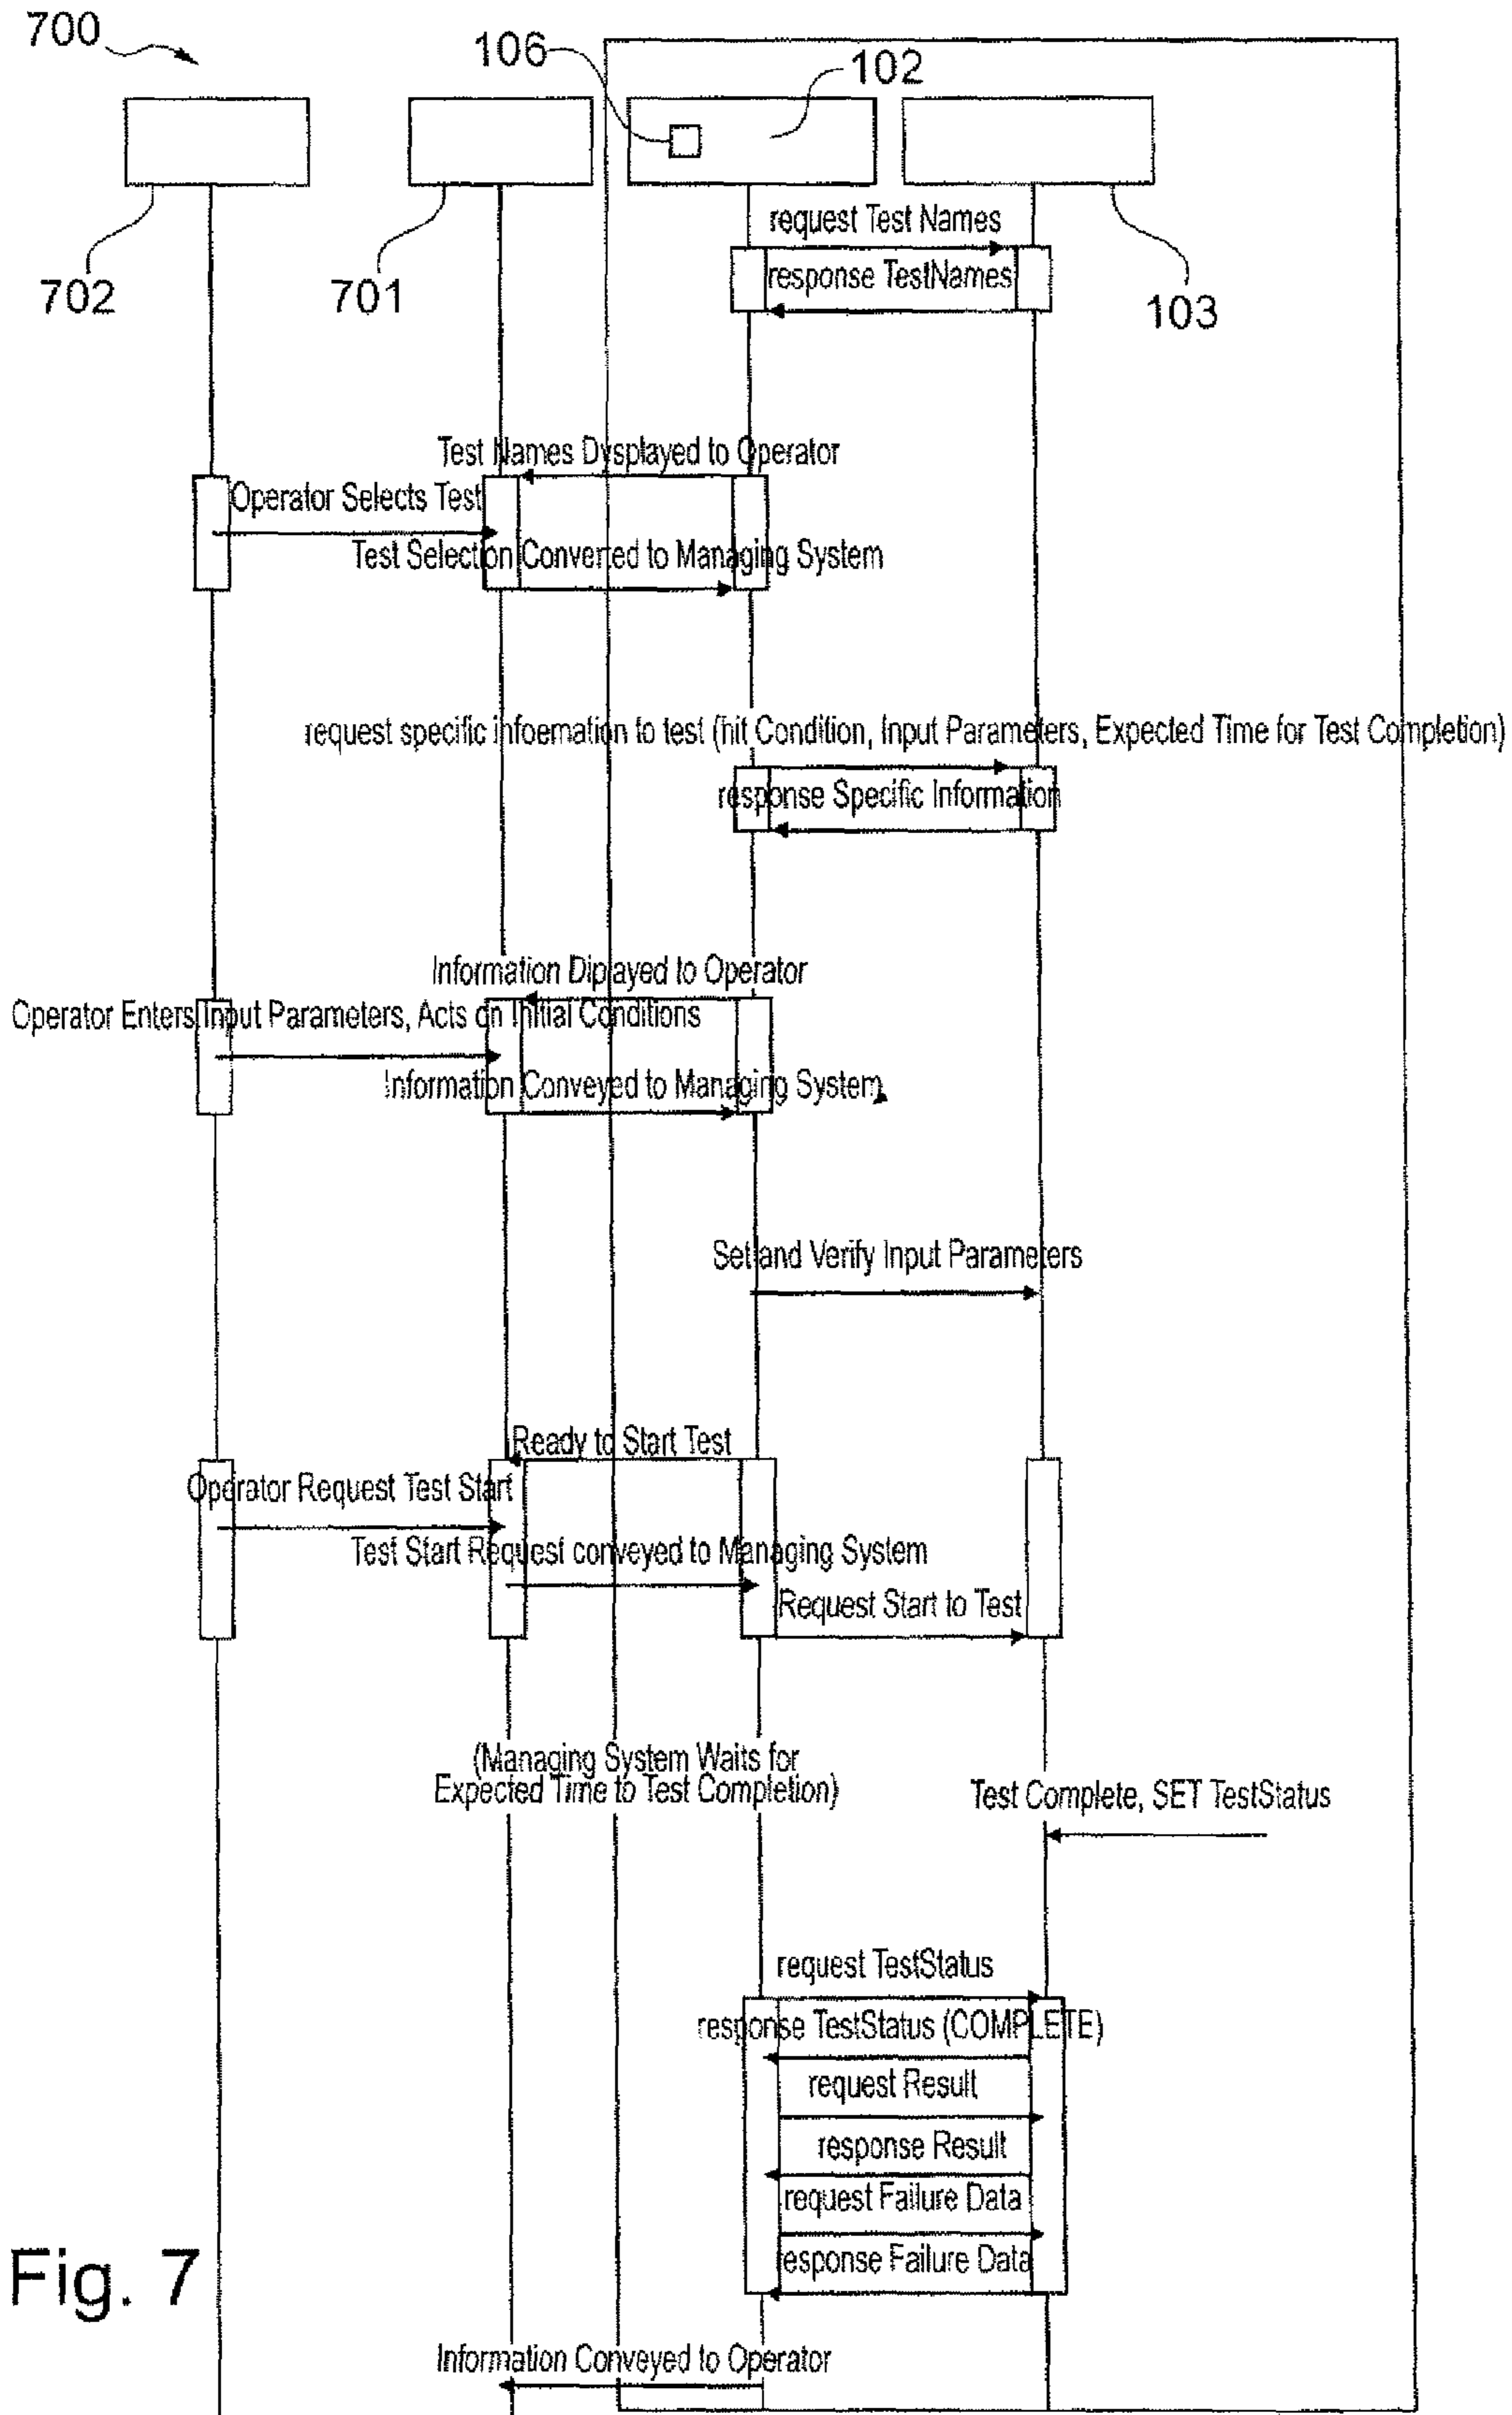 700
106
102
702
701
103
request Test Names
response TestNames
Test Names Dysplayed to Operator
Operator Selects Test
Test Selection Converted to Managing System
request specific infoemation to test (hit Condition, Input Parameters, Expected Time for Test Completion)
response Specific Information
Information Diplayed to Operator
Operator Enters Input Parameters, Acts on Initial Conditions
Information Conveyed to Managing System
Set and Verify Input Parameters
Ready to Start Test
Operator Request Test Start
Test Start Request conveyed to Managing System
Request Start to Test
(Managing System Waits for
Expected Time to Test Completion)
Test Complete, SET TestStatus
request TestStatus
response TestStatus (COMPLETE)
request Result
response Result
request Failure Data
response Failure Data
Information Conveyed to Operator
Fig. 7